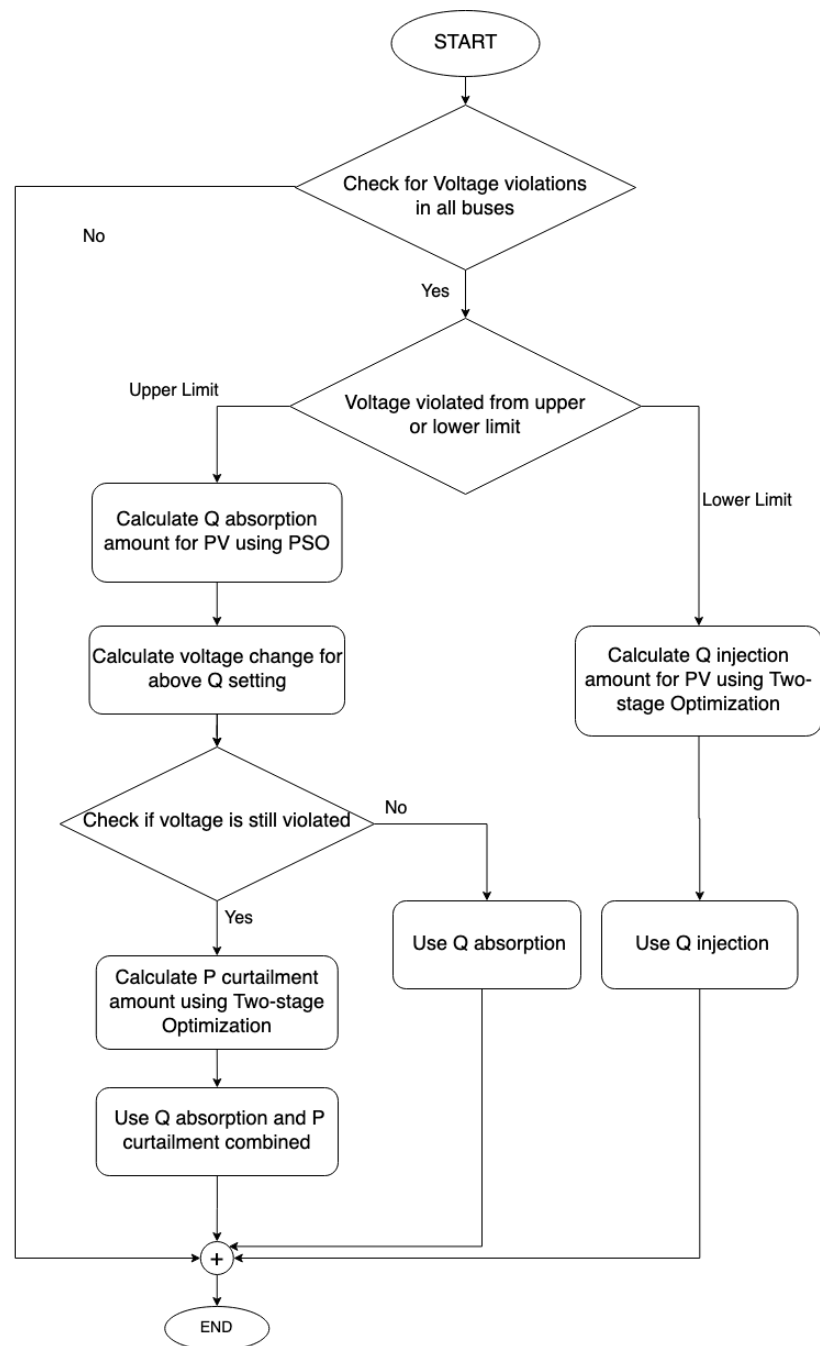 START
Check for Voltage violations
in all buses
No
Yes
Upper Limit
Voltage violated from upper
or lower limit
Lower Limit
Calculate Q absorption
amount for PV using PSO
Calculate voltage change for
above Q setting
Calculate Q injection
amount for PV using Two-
stage Optimization
Check if voltage is still violated
No
Yes
Use Q absorption
Use Q injection
Calculate P curtailment
amount using Two-stage
Optimization
Use Q absorption and P
curtailment combined
+
END